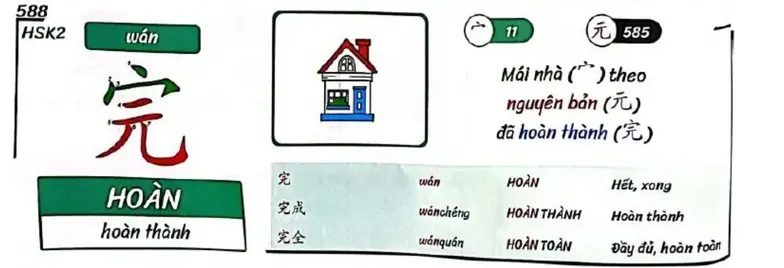 588
HSK2
wán
完
HOÀN
hoàn thành
宀 11
元 585
Mái nhà (宀) theo
nguyên bản (元)
đã hoàn thành (完)
完 wán HOÀN Hết, xong
完成 wánchéng HOÀN THÀNH Hoàn thành
完全 wánquán HOÀN TOÀN Đầy đủ, hoàn toàn